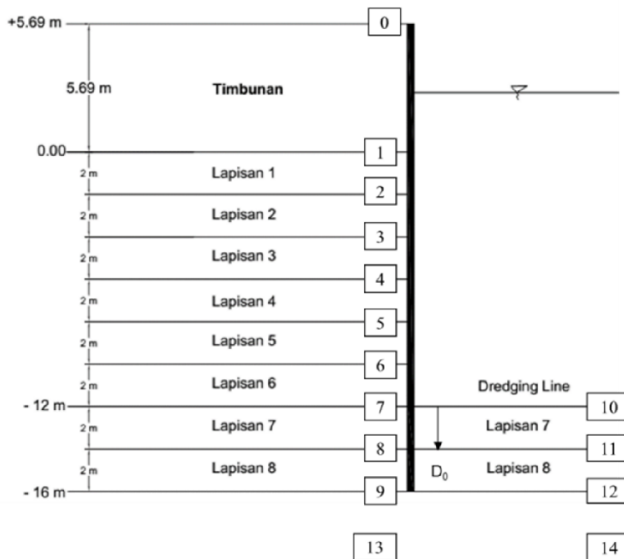 +5.69 m
0
5.69 m
Timbunan
0.00
1
2 m
Lapisan 1
2
2 m
Lapisan 2
3
2 m
Lapisan 3
4
2 m
Lapisan 4
5
2 m
Lapisan 5
6
2 m
Lapisan 6
Dredging Line
- 12 m
7
10
2 m
Lapisan 7
Lapisan 7
8
11
2 m
Lapisan 8
D0
Lapisan 8
- 16 m
9
12
13
14